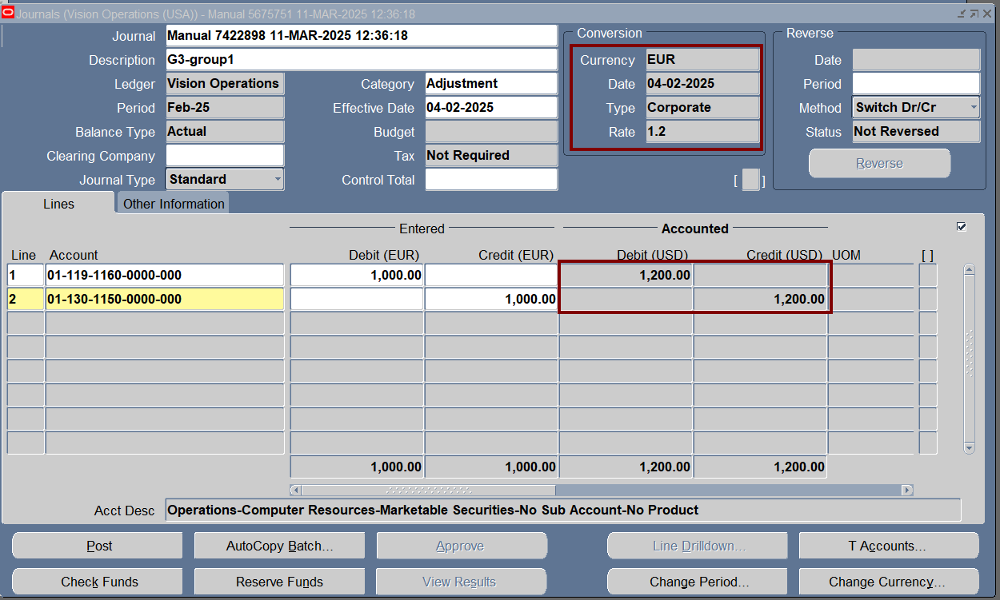 Journals (Vision Operations (USA)) - Manual 5675751 11-MAR-2025 12:36:18
Journal Manual 7422898 11-MAR-2025 12:36:18
Description G3-group1
Ledger Vision Operations Category Adjustment
Period Feb-25 Effective Date 04-02-2025
Balance Type Actual Budget
Clearing Company Tax Not Required
Journal Type Standard Control Total
Conversion
Currency EUR
Date 04-02-2025
Type Corporate
Rate 1.2
Reverse
Date
Period
Method Switch Dr/Cr
Status Not Reversed
Reverse
[ ]
Lines Other Information
Entered Accounted
Line Account Debit (EUR) Credit (EUR) Debit (USD) Credit (USD) UOM [ ]
1 01-119-1160-0000-000 1,000.00 1,200.00
2 01-130-1150-0000-000 1,000.00 1,200.00
1,000.00 1,000.00 1,200.00 1,200.00
Acct Desc Operations-Computer Resources-Marketable Securities-No Sub Account-No Product
Post AutoCopy Batch... Approve Line Drilldown... T Accounts...
Check Funds Reserve Funds View Results Change Period... Change Currency...